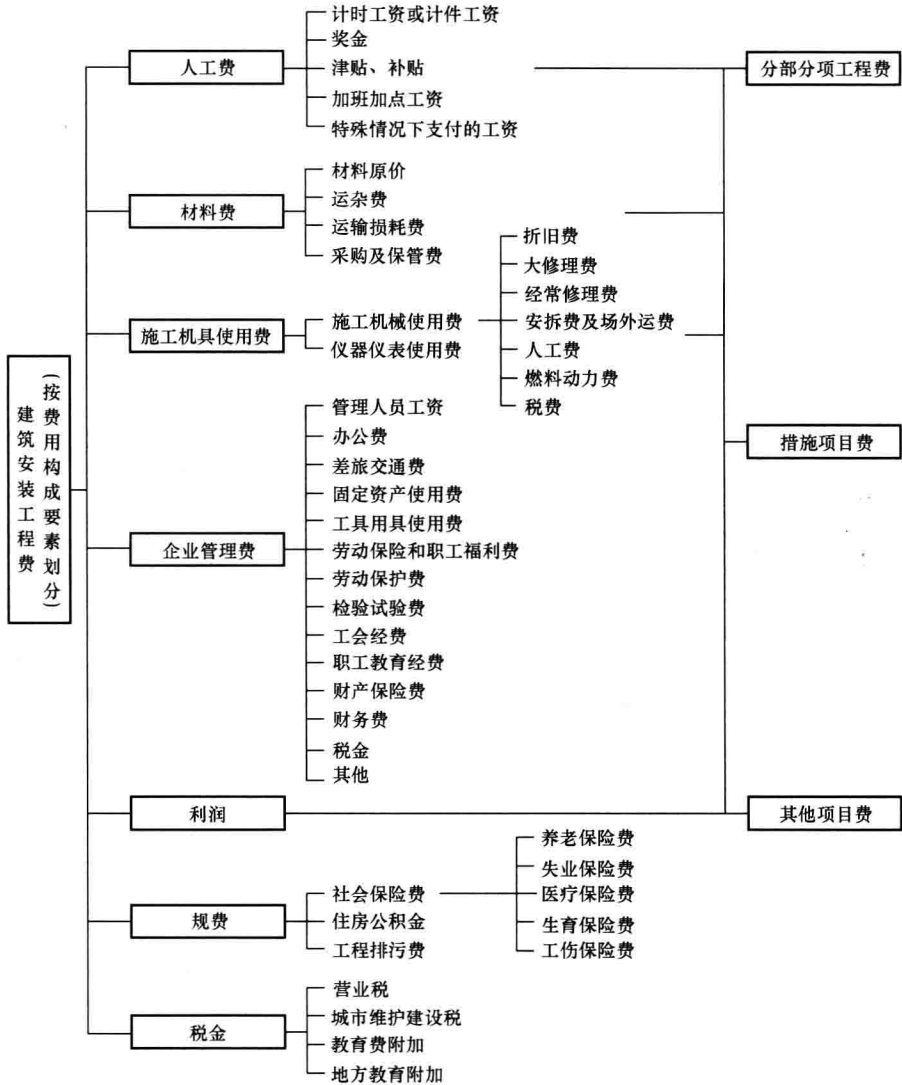 建筑安装工程费
(按费用构成要素划分)
人工费
计时工资或计件工资
奖金
津贴、补贴
加班加点工资
特殊情况下支付的工资
分部分项工程费
材料费
材料原价
运杂费
运输损耗费
采购及保管费
施工机具使用费
施工机械使用费
仪器仪表使用费
折旧费
大修理费
经常修理费
安拆费及场外运费
人工费
燃料动力费
税费
措施项目费
企业管理费
管理人员工资
办公费
差旅交通费
固定资产使用费
工具用具使用费
劳动保险和职工福利费
劳动保护费
检验试验费
工会经费
职工教育经费
财产保险费
财务费
税金
其他
利润
其他项目费
规费
社会保险费
住房公积金
工程排污费
养老保险费
失业保险费
医疗保险费
生育保险费
工伤保险费
税金
营业税
城市维护建设税
教育费附加
地方教育附加